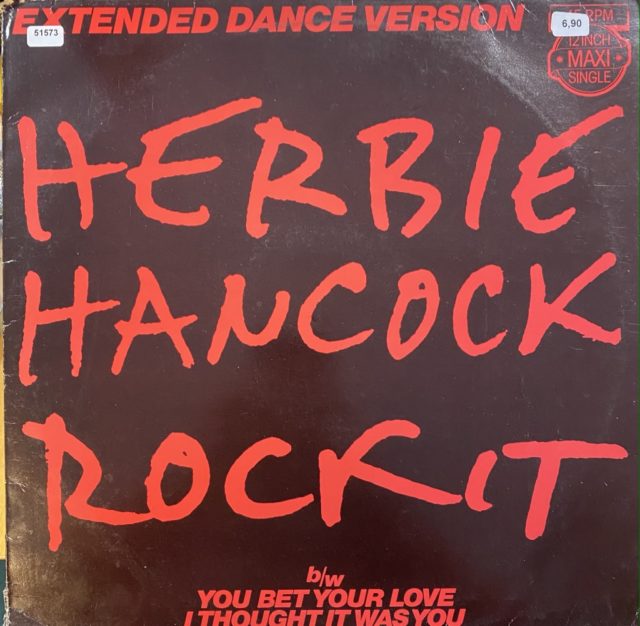 EXTENDED DANCE VERSION
51573
6,90
RPM
12 INCH
MAXI
SINGLE
HERBIE
HANCOCK
ROCKIT
b/w
YOU BET YOUR LOVE
I THOUGHT IT WAS YOU